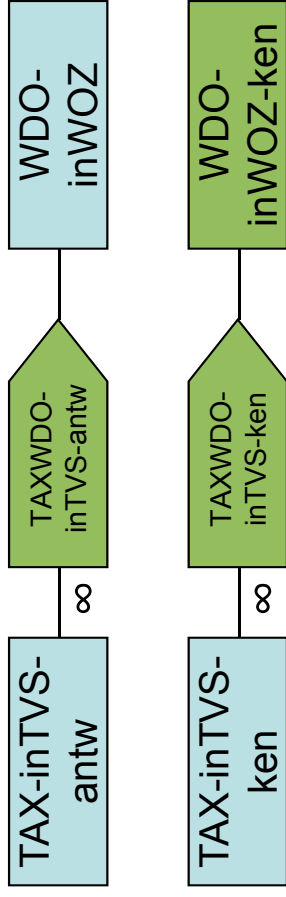 TAX-inTVS-
antw
∞
TAXWDO-
inTVS-antw
WDO-
inWOZ
TAX-inTVS-
ken
∞
TAXWDO-
inTVS-ken
WDO-
inWOZ-ken